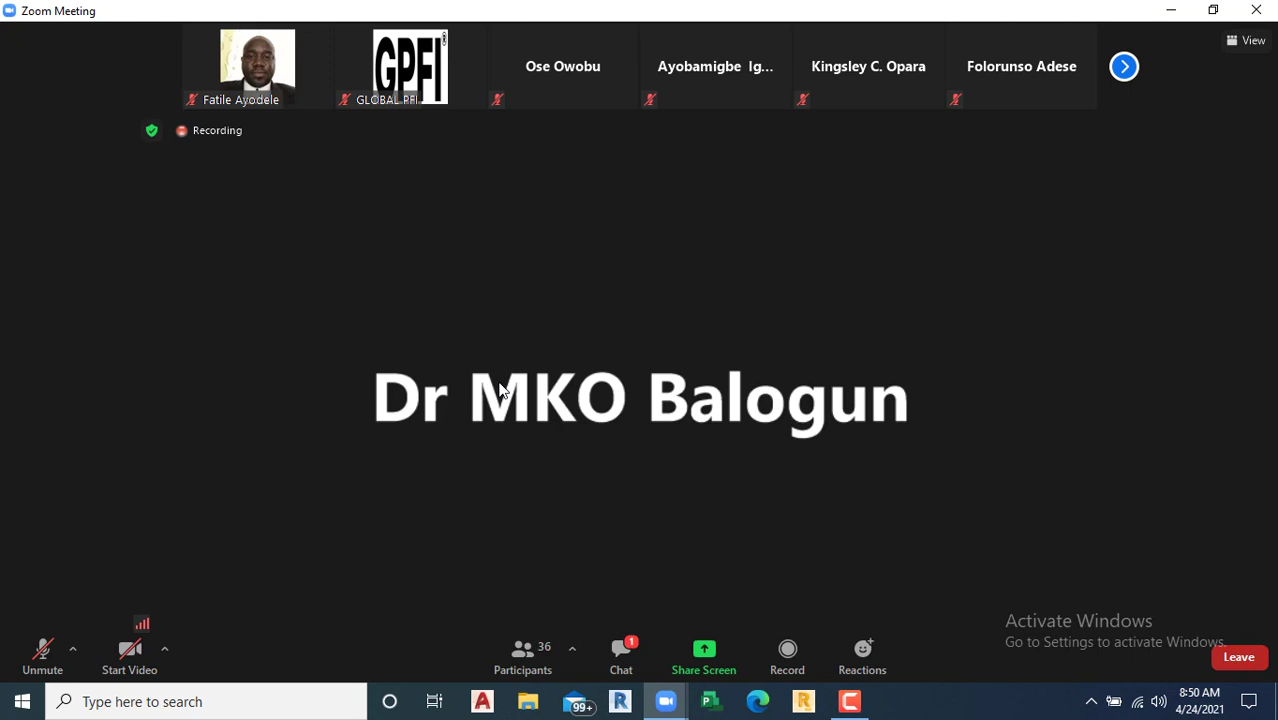 Zoom Meeting
View
Fatile Ayodele
GPFI®
GLOBAL PFI
Ose Owobu
Ayobamigbe Ig...
Kingsley C. Opara
Folorunso Adese
Recording
Dr MKO Balogun
Activate Windows
Go to Settings to activate Windows.
Unmute
Start Video
36
Participants
1
Chat
Share Screen
Record
Reactions
Leave
Type here to search
A
99+
R
P
R
C
8:50 AM
4/24/2021